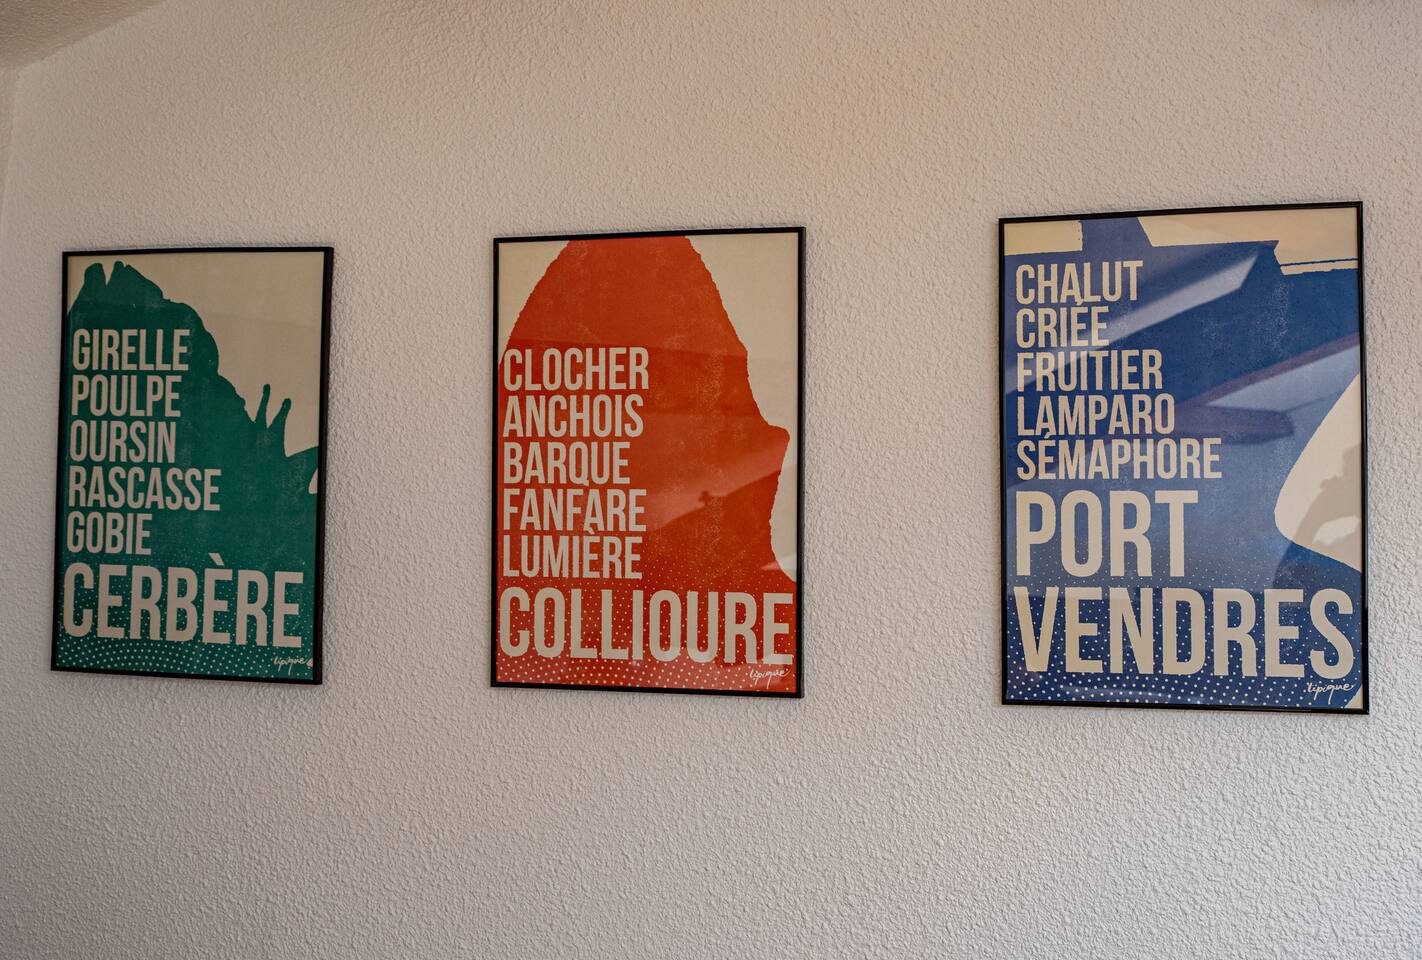 GIRELLE
POULPE
OURSIN
RASCASSE
GOBIE
CERBÈRE
tipique
CLOCHER
ANCHOIS
BARQUE
FANFARE
LUMIÈRE
COLLIOURE
tipique
CHALUT
CRIÉE
FRUITIER
LAMPARO
SÉMAPHORE
PORT
VENDRES
tipique